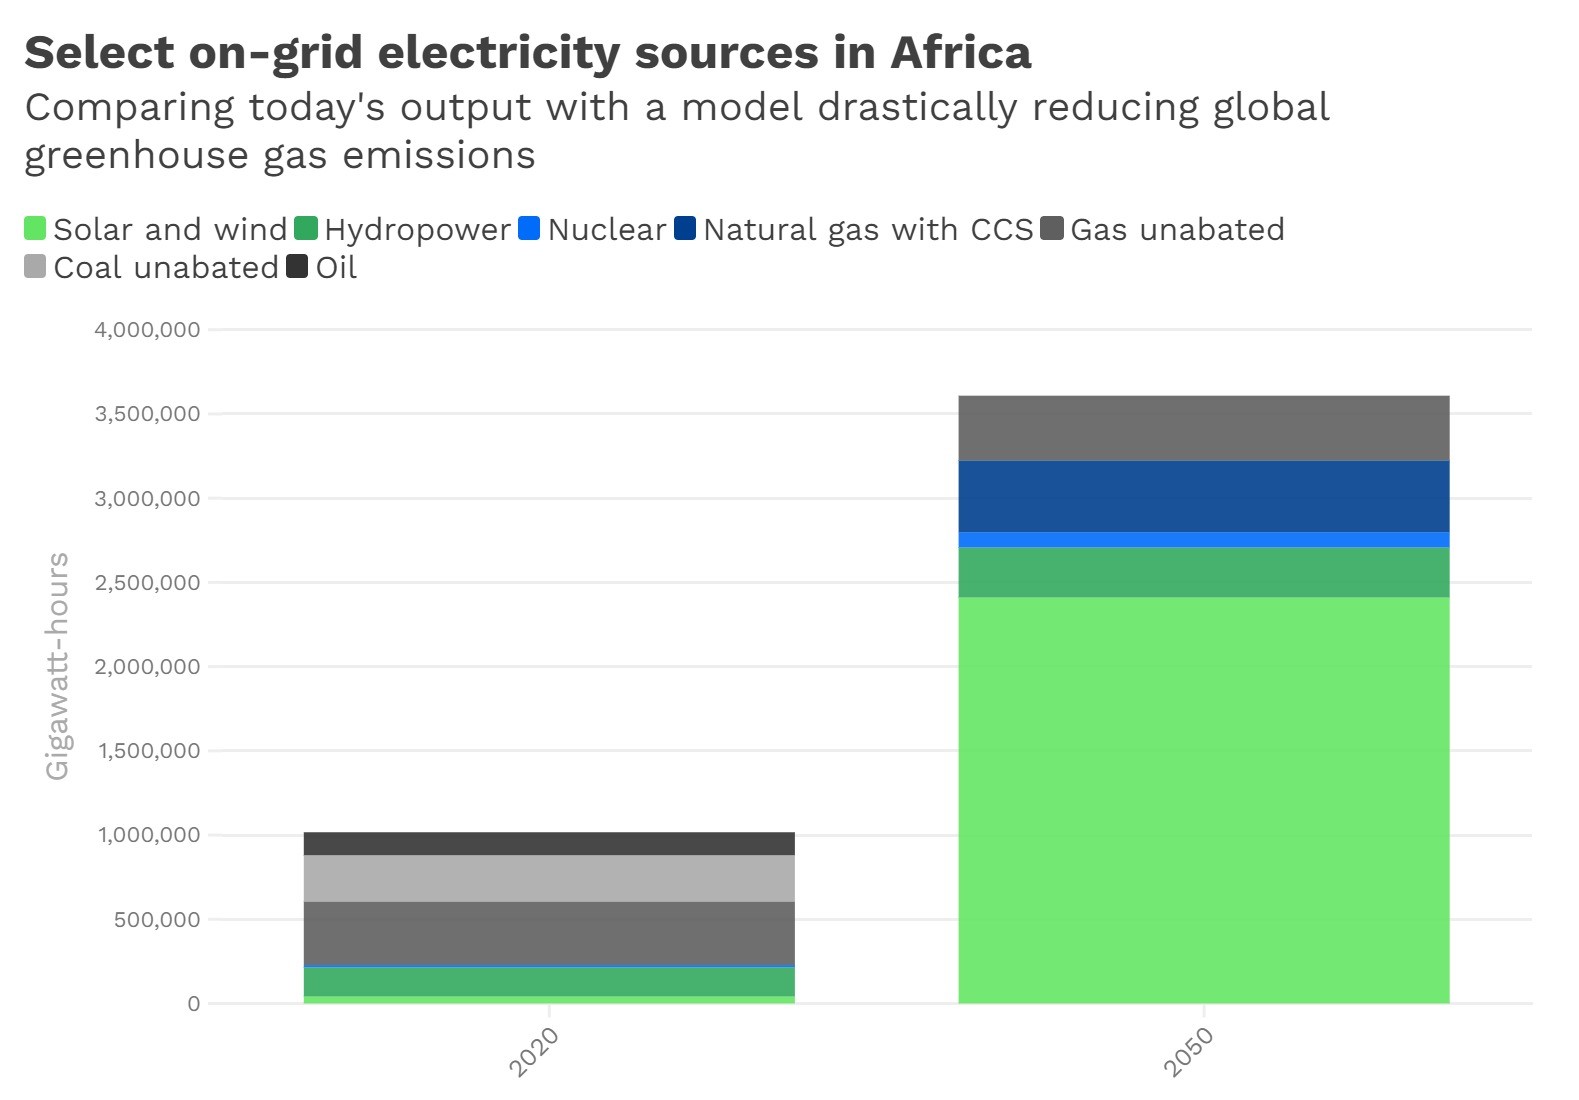 Select on-grid electricity sources in Africa
Comparing today's output with a model drastically reducing global
greenhouse gas emissions
Solar and wind Hydropower Nuclear Natural gas with CCS Gas unabated
Coal unabated Oil
4,000,000
3,500,000
3,000,000
2,500,000
2,000,000
1,500,000
1,000,000
500,000
0
Gigawatt-hours
2020
2050